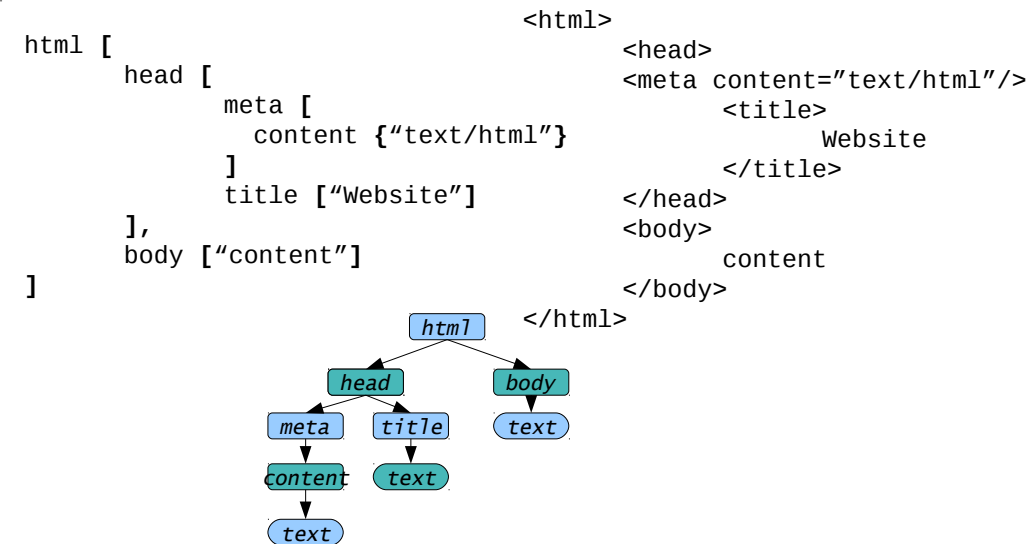 html [
head [
meta [
content {“text/html”}
]
title [“Website”]
],
body [“content”]
]
<html>
<head>
<meta content=”text/html”/>
<title>
Website
</title>
</head>
<body>
content
</body>
</html>
html
head body
meta title text
content text
text